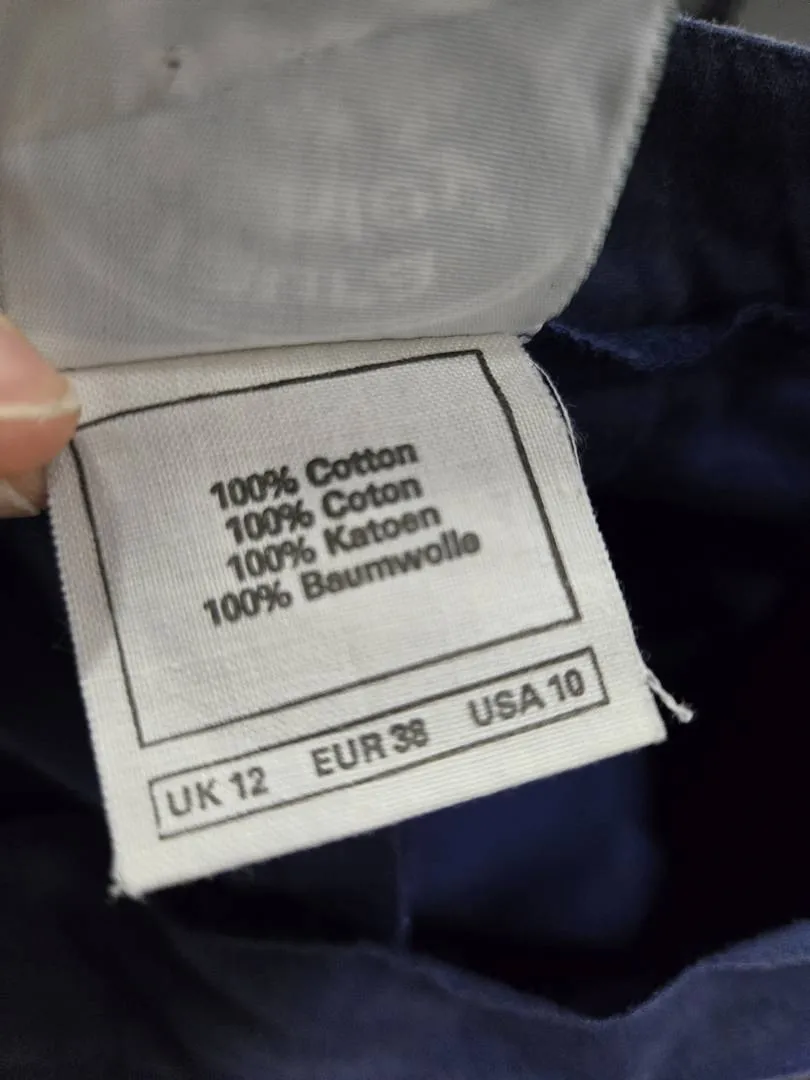 100% Cotton
100% Coton
100% Katoen
100% Baumwolle
UK 12 EUR 38 USA 10